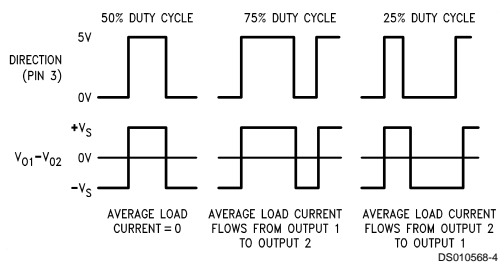 50% DUTY CYCLE
75% DUTY CYCLE
25% DUTY CYCLE
5V
DIRECTION
(PIN 3)
0V
+VS
VO1-VO2
0V
-VS
AVERAGE LOAD
CURRENT = 0
AVERAGE LOAD CURRENT
FLOWS FROM OUTPUT 1
TO OUTPUT 2
AVERAGE LOAD CURRENT
FLOWS FROM OUTPUT 2
TO OUTPUT 1
DS010568-4